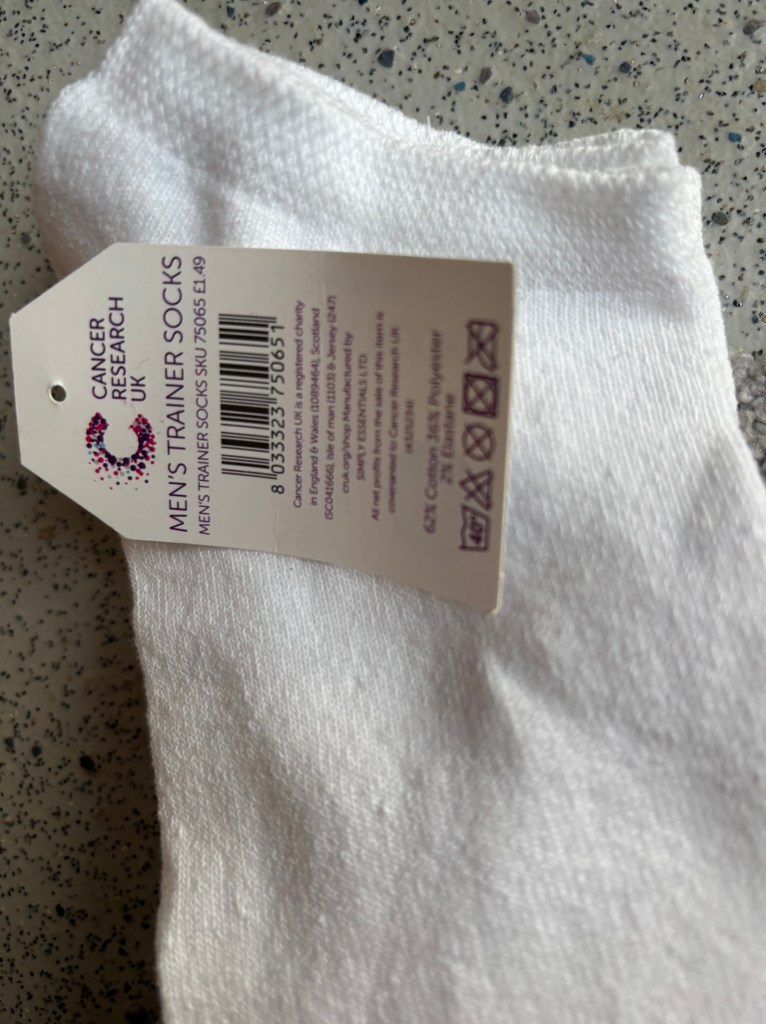 CANCER
RESEARCH
UK
MEN'S TRAINER SOCKS
MEN'S TRAINER SOCKS SKU 75065 £1.49
8 033323 750651
Cancer Research UK is a registered charity
in England & Wales (1089464), Scotland
(SC041666), Isle of man (1103) & Jersey (247)
cruk.org/shop Manufactured by
SIMPLY ESSENTIALS LTD.
All net profits from the sale of this item is
covenanted to Cancer Research UK
(4325234)
62% Cotton 36% Polyester
2% Elastane
40°